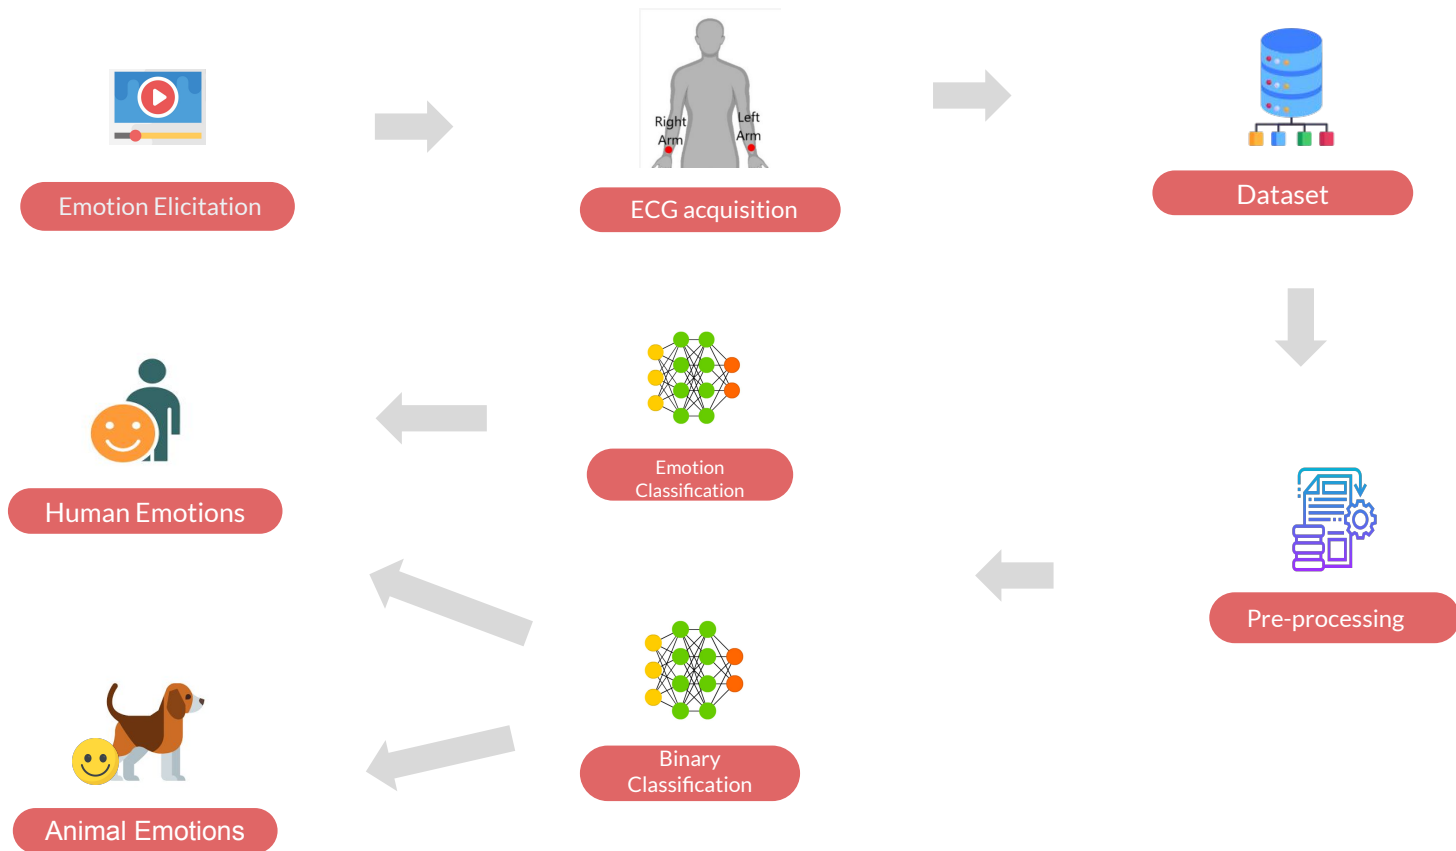 Right
Arm
Left
Arm
Emotion Elicitation
ECG acquisition
Dataset
Emotion
Classification
Human Emotions
Pre-processing
Binary
Classification
Animal Emotions